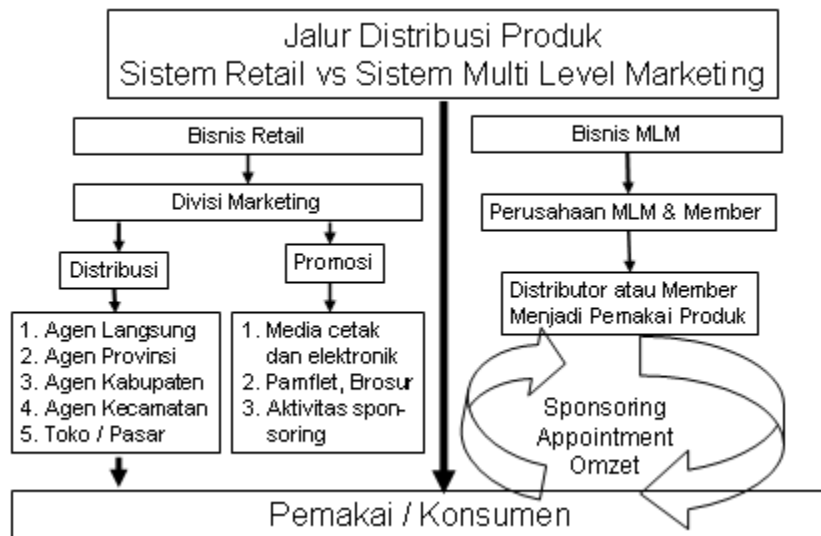 Jalur Distribusi Produk
Sistem Retail vs Sistem Multi Level Marketing
Bisnis Retail
Divisi Marketing
Distribusi
Promosi
1. Agen Langsung
2. Agen Provinsi
3. Agen Kabupaten
4. Agen Kecamatan
5. Toko / Pasar
1. Media cetak
dan elektronik
2. Pamflet, Brosur
3. Aktivitas spon-
soring
Bisnis MLM
Perusahaan MLM & Member
Distributor atau Member
Menjadi Pemakai Produk
Sponsoring
Appointment
Omzet
Pemakai / Konsumen